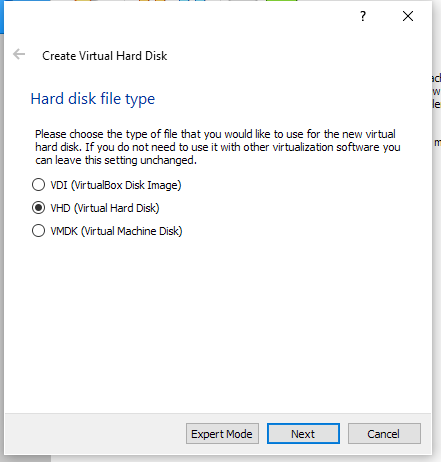 ?
Create Virtual Hard Disk
Hard disk file type
Please choose the type of file that you would like to use for the new virtual
hard disk. If you do not need to use it with other virtualization software you
can leave this setting unchanged.
VDI (VirtualBox Disk Image)
VHD (Virtual Hard Disk)
VMDK (Virtual Machine Disk)
Expert Mode
Next
Cancel